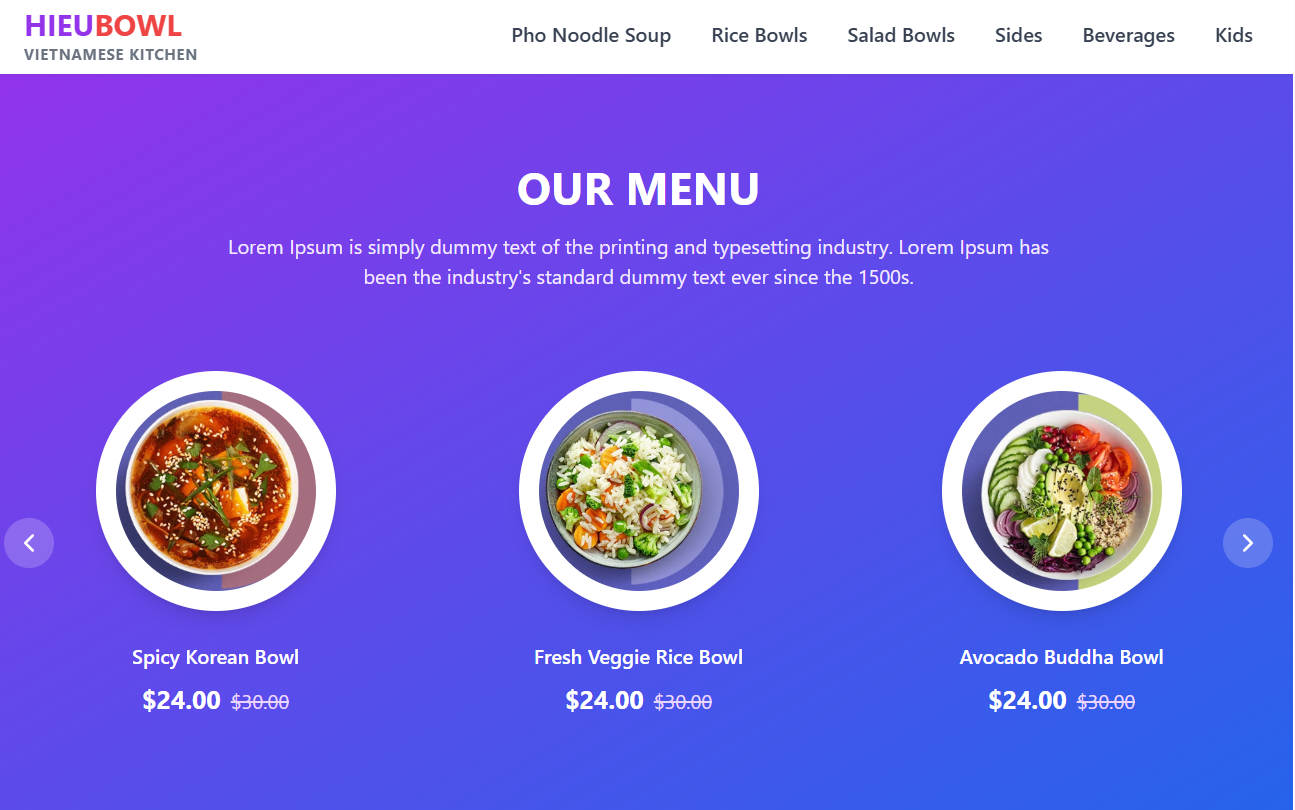 HIEUBOWL
VIETNAMESE KITCHEN
Pho Noodle Soup Rice Bowls Salad Bowls Sides Beverages Kids
OUR MENU
Lorem Ipsum is simply dummy text of the printing and typesetting industry. Lorem Ipsum has
been the industry's standard dummy text ever since the 1500s.
Spicy Korean Bowl
$24.00 $30.00
Fresh Veggie Rice Bowl
$24.00 $30.00
Avocado Buddha Bowl
$24.00 $30.00